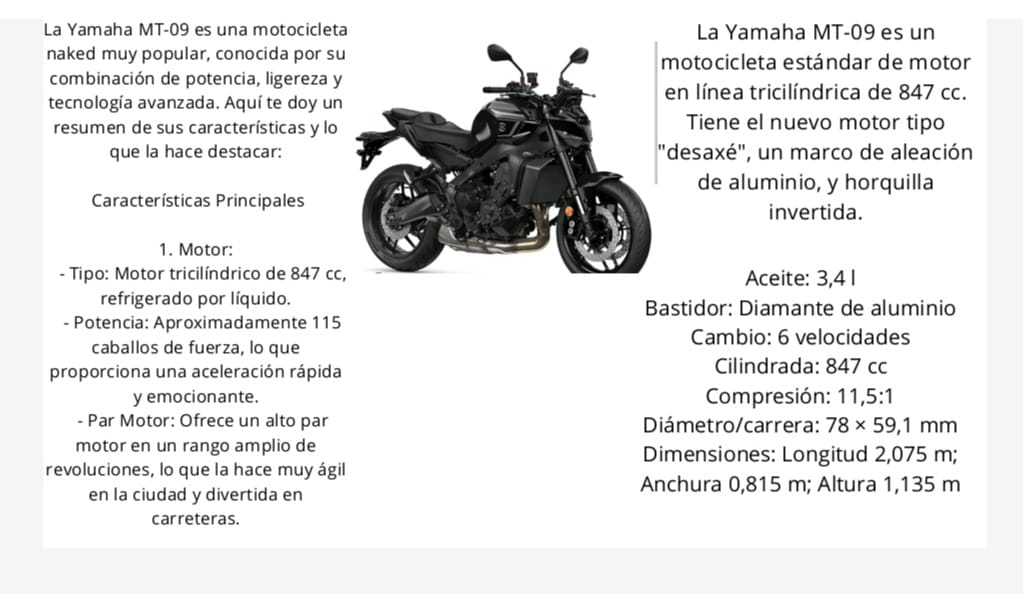 La Yamaha MT-09 es una motocicleta
naked muy popular, conocida por su
combinación de potencia, ligereza y
tecnología avanzada. Aquí te doy un
resumen de sus características y lo
que la hace destacar:
Características Principales
1. Motor:
- Tipo: Motor tricilíndrico de 847 cc,
refrigerado por líquido.
- Potencia: Aproximadamente 115
caballos de fuerza, lo que
proporciona una aceleración rápida
y emocionante.
- Par Motor: Ofrece un alto par
motor en un rango amplio de
revoluciones, lo que la hace muy ágil
en la ciudad y divertida en
carreteras.
La Yamaha MT-09 es un
motocicleta estándar de motor
en línea tricilíndrica de 847 cc.
Tiene el nuevo motor tipo
"desaxé", un marco de aleación
de aluminio, y horquilla
invertida.
Aceite: 3,4 l
Bastidor: Diamante de aluminio
Cambio: 6 velocidades
Cilindrada: 847 cc
Compresión: 11,5:1
Diámetro/carrera: 78 × 59,1 mm
Dimensiones: Longitud 2,075 m;
Anchura 0,815 m; Altura 1,135 m